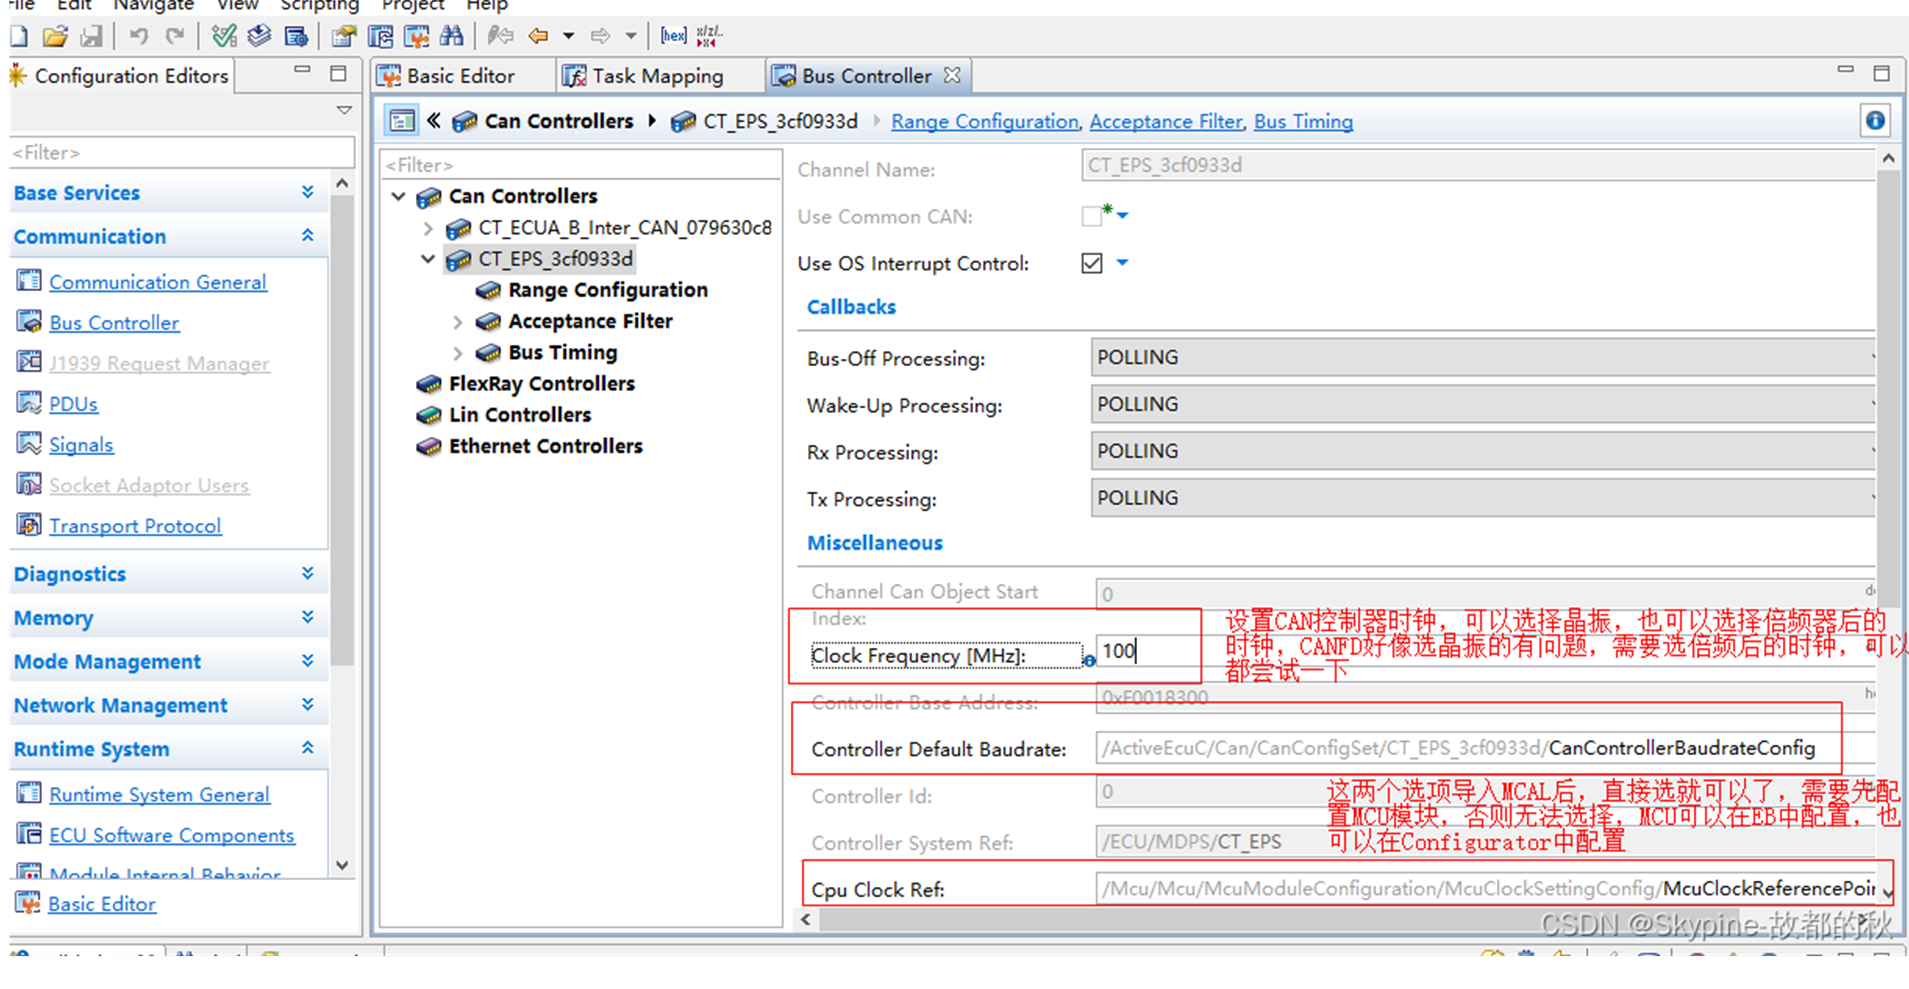 File Edit Navigate View Scripting Project Help
[hex]
Configuration Editors
<Filter>
Base Services
Communication
Communication General
Bus Controller
J1939 Request Manager
PDUs
Signals
Socket Adaptor Users
Transport Protocol
Diagnostics
Memory
Mode Management
Network Management
Runtime System
Runtime System General
ECU Software Components
Module Internal Behavior
Basic Editor
Basic Editor
Task Mapping
Bus Controller
Can Controllers
CT_EPS_3cf0933d
Range Configuration, Acceptance Filter, Bus Timing
<Filter>
Can Controllers
CT_ECUA_B_Inter_CAN_079630c8
CT_EPS_3cf0933d
Range Configuration
Acceptance Filter
Bus Timing
FlexRay Controllers
Lin Controllers
Ethernet Controllers
Channel Name: CT_EPS_3cf0933d
Use Common CAN:
Use OS Interrupt Control:
Callbacks
Bus-Off Processing: POLLING
Wake-Up Processing: POLLING
Rx Processing: POLLING
Tx Processing: POLLING
Miscellaneous
Channel Can Object Start
Index: 0
Clock Frequency [MHz]: 100
设置CAN控制器时钟，可以选择晶振，也可以选择倍频器后的
时钟，CANFD好像选晶振的有问题，需要选倍频后的时钟，可以
都尝试一下
Controller Base Address: 0xF0018300
Controller Default Baudrate: /ActiveEcuC/Can/CanConfigSet/CT_EPS_3cf0933d/CanControllerBaudrateConfig
Controller Id: 0
这两个选项导入MCAL后，直接选就可以了，需要先配
置MCU模块，否则无法选择，MCU可以在EB中配置，也
可以在Configurator中配置
Controller System Ref: /ECU/MDPS/CT_EPS
Cpu Clock Ref: /Mcu/Mcu/McuModuleConfiguration/McuClockSettingConfig/McuClockReferencePoi
CSDN @Skypine-故都的秋